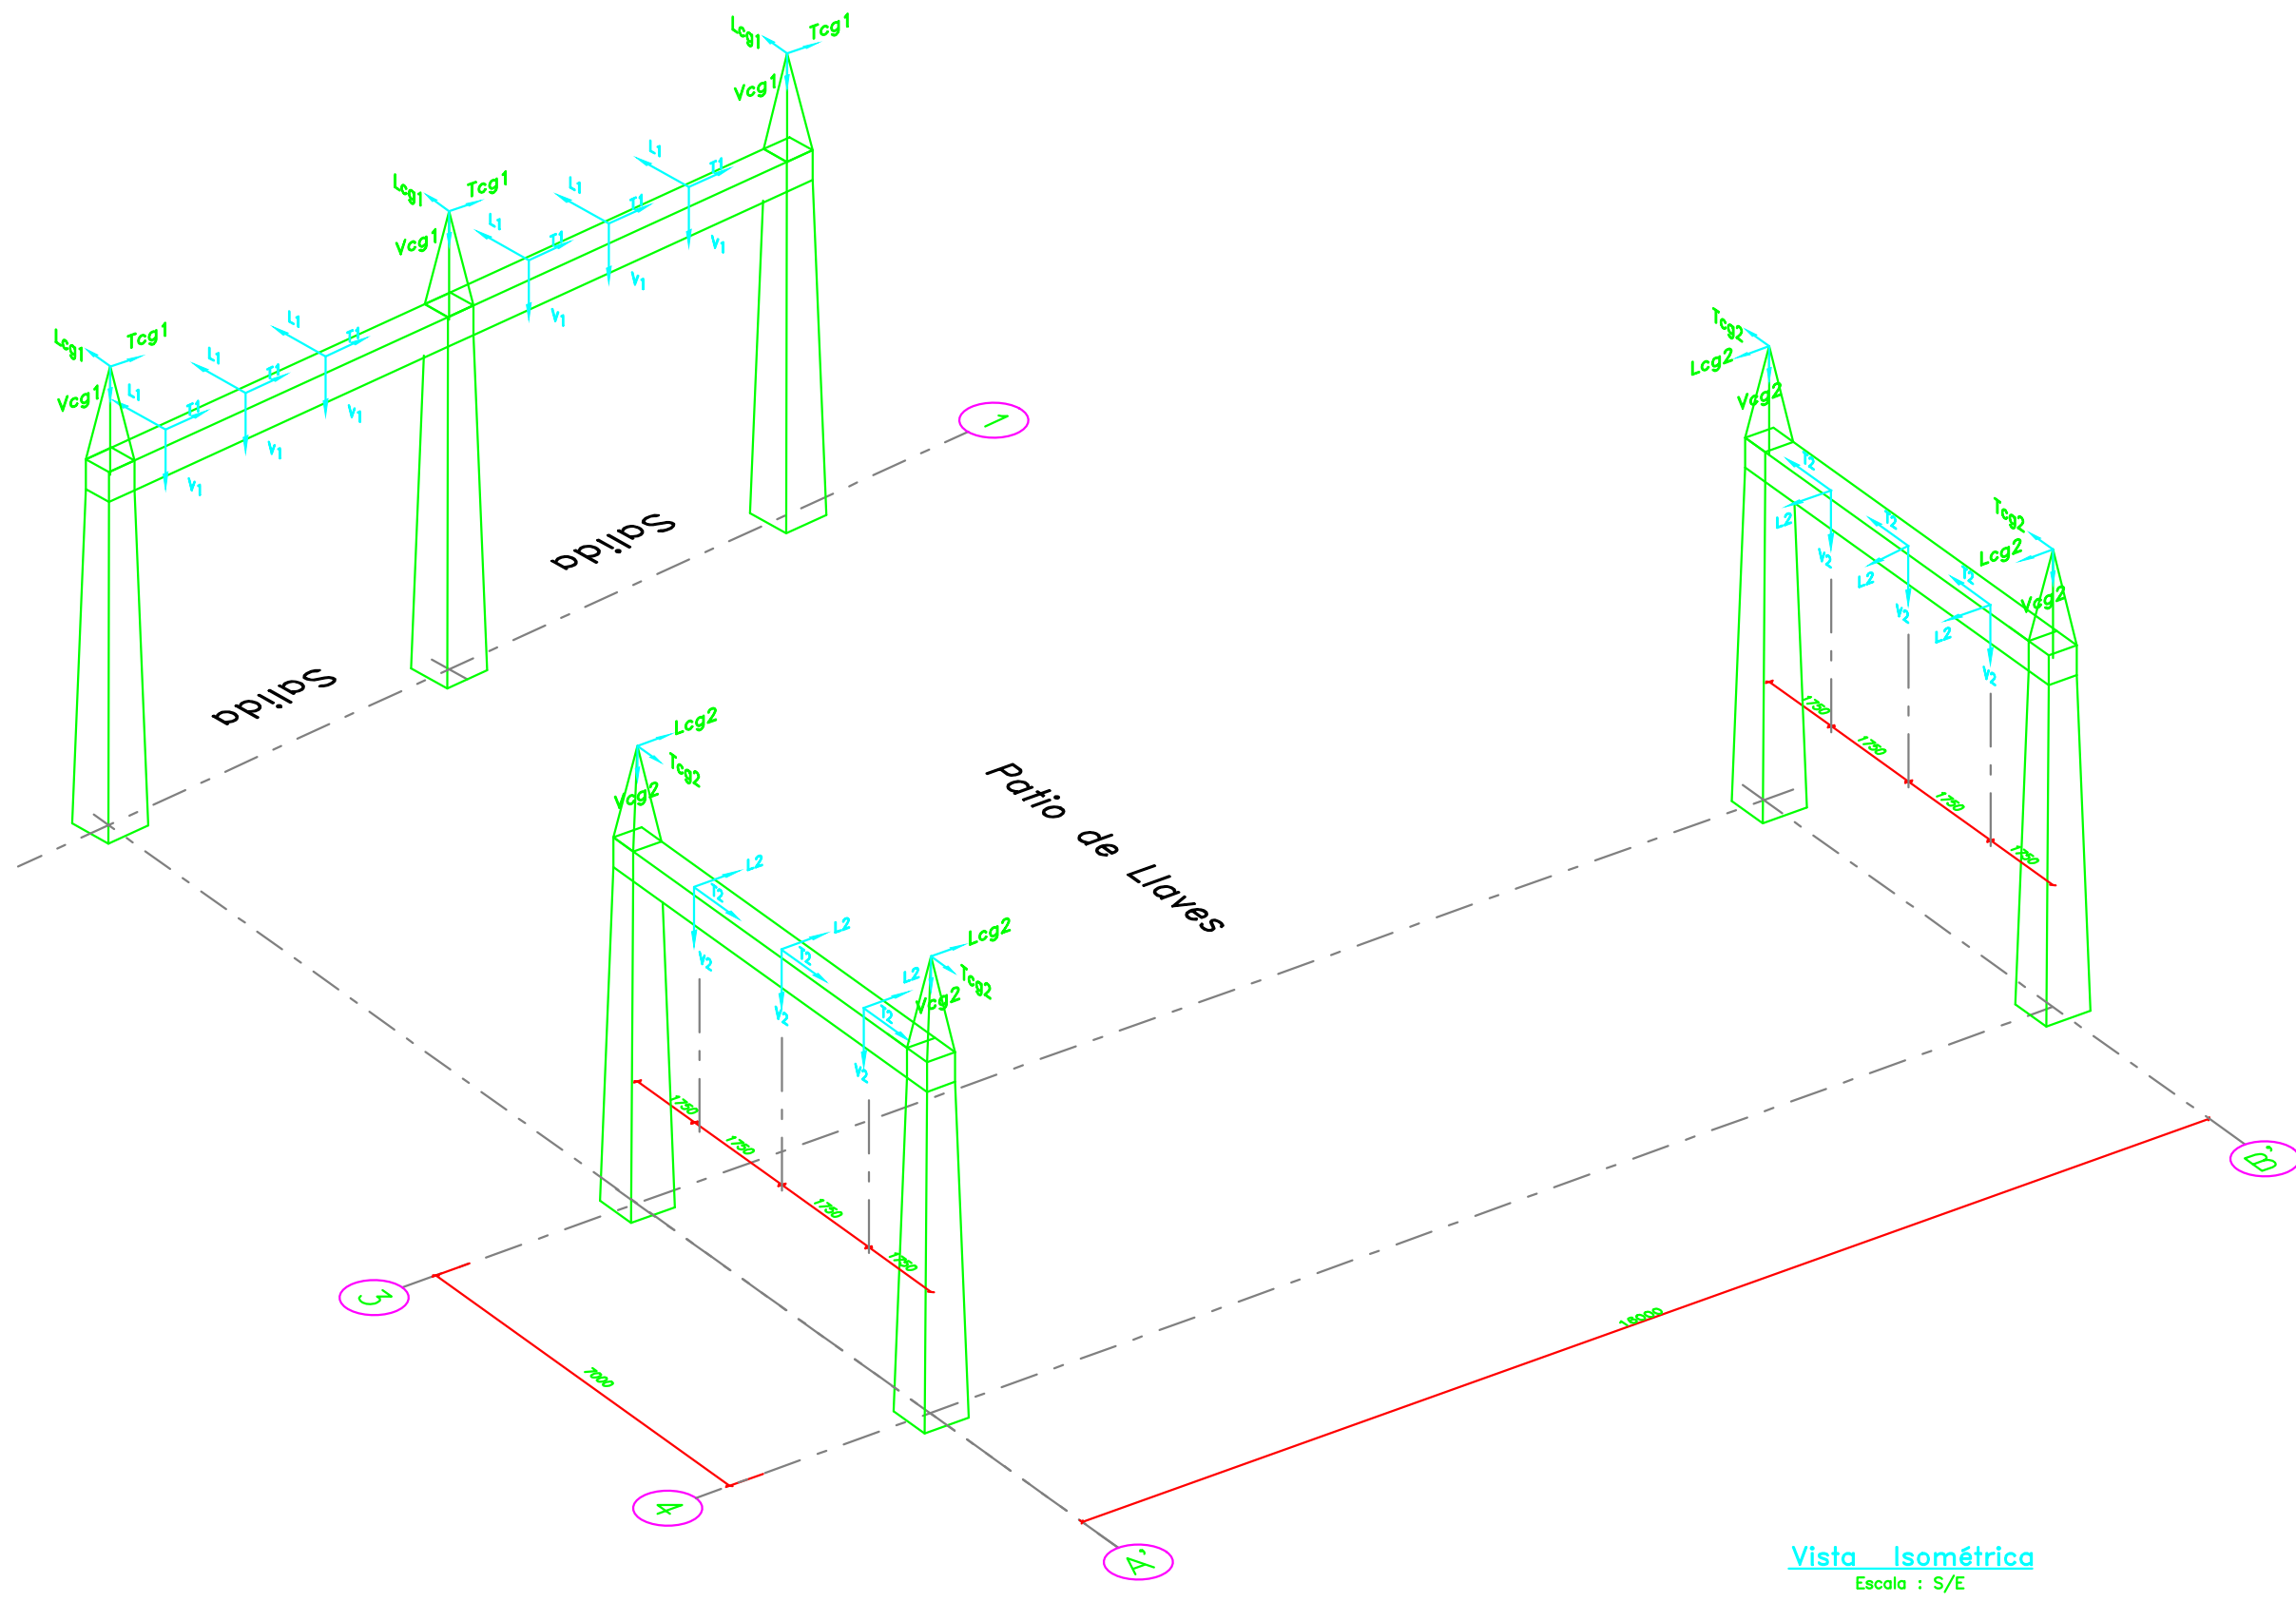 Lcg1
Tcg1
Vcg1
Lcg1
Tcg1
Vcg1
Lcg1
Tcg1
Vcg1
L1
T1
V1
L1
T1
V1
L1
T1
V1
L1
T1
V1
L1
T1
V1
L1
T1
V1
1
Salida
Salida
Tcg2
Lcg2
Vcg2
Tcg2
Lcg2
Vcg2
T2
L2
V2
T2
L2
V2
T2
L2
V2
1750
1750
1750
1750
Lcg2
Tcg2
Vcg2
Lcg2
Tcg2
Vcg2
L2
T2
V2
L2
T2
V2
L2
T2
V2
1750
1750
1750
1750
Patio de Llaves
3
7000
4
A'
B'
Vista Isométrica
Escala : S/E